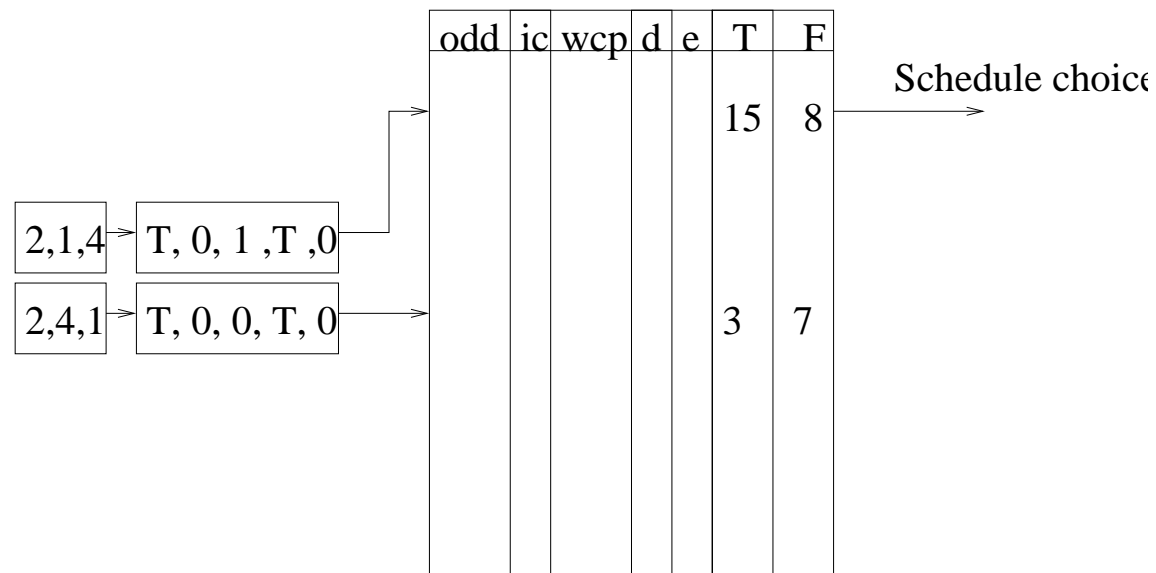 odd ic wcp d e T F
Schedule choice
15 8
2,1,4 T, 0, 1 ,T ,0
2,4,1 T, 0, 0, T, 0 3 7